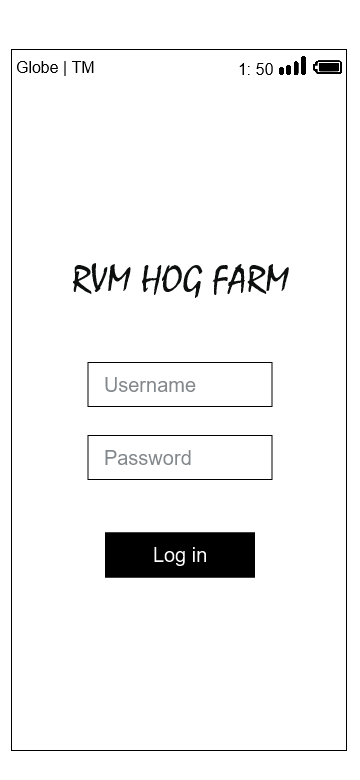 Globe | TM 1: 50
RVM HOG FARM
Username
Password
Log in